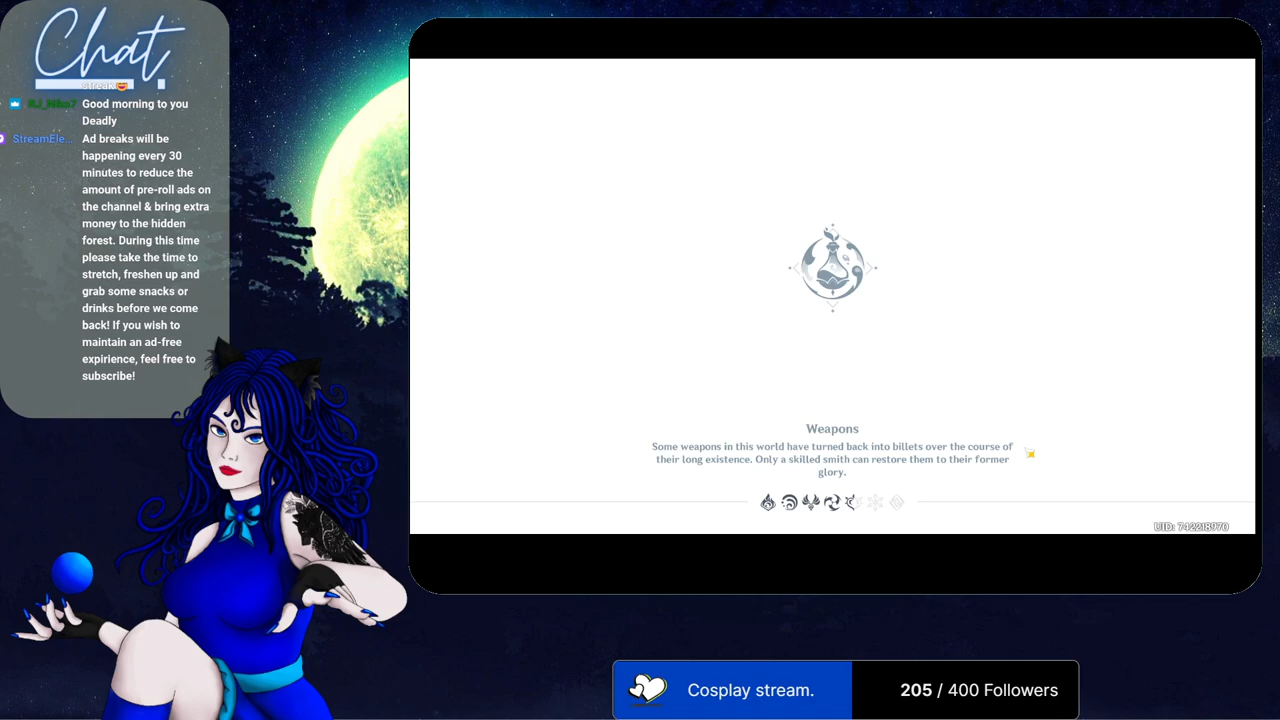 Chat
streak
Good morning to you
Deadly
StreamEle...
Ad breaks will be
happening every 30
minutes to reduce the
amount of pre-roll ads on
the channel & bring extra
money to the hidden
forest. During this time
please take the time to
stretch, freshen up and
grab some snacks or
drinks before we come
back! If you wish to
maintain an ad-free
expirience, feel free to
subscribe!
Weapons
Some weapons in this world have turned back into billets over the course of
their long existence. Only a skilled smith can restore them to their former
glory.
UID: 742218970
Cosplay stream.
205 / 400 Followers